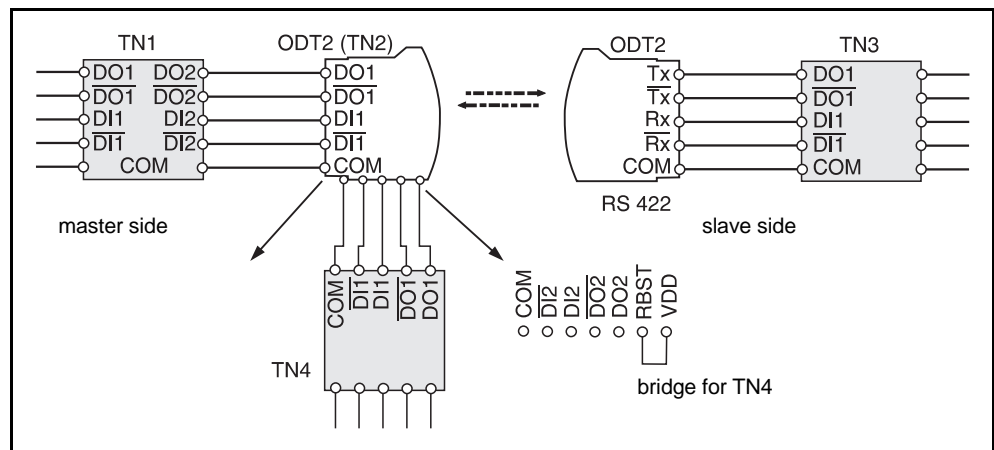 TN1
ODT2 (TN2)
ODT2
TN3
DO1 DO2
DO1
Tx
DO1
DO1 DO2
DO1
Tx
DO1
DI1 DI2
DI1
Rx
DI1
DI1 DI2
DI1
Rx
DI1
COM
COM
COM
COM
RS 422
master side
slave side
COM
DI1
DI1
DO1
DO1
TN4
COM
DI2
DI2
DO2
DO2
RBST
VDD
bridge for TN4